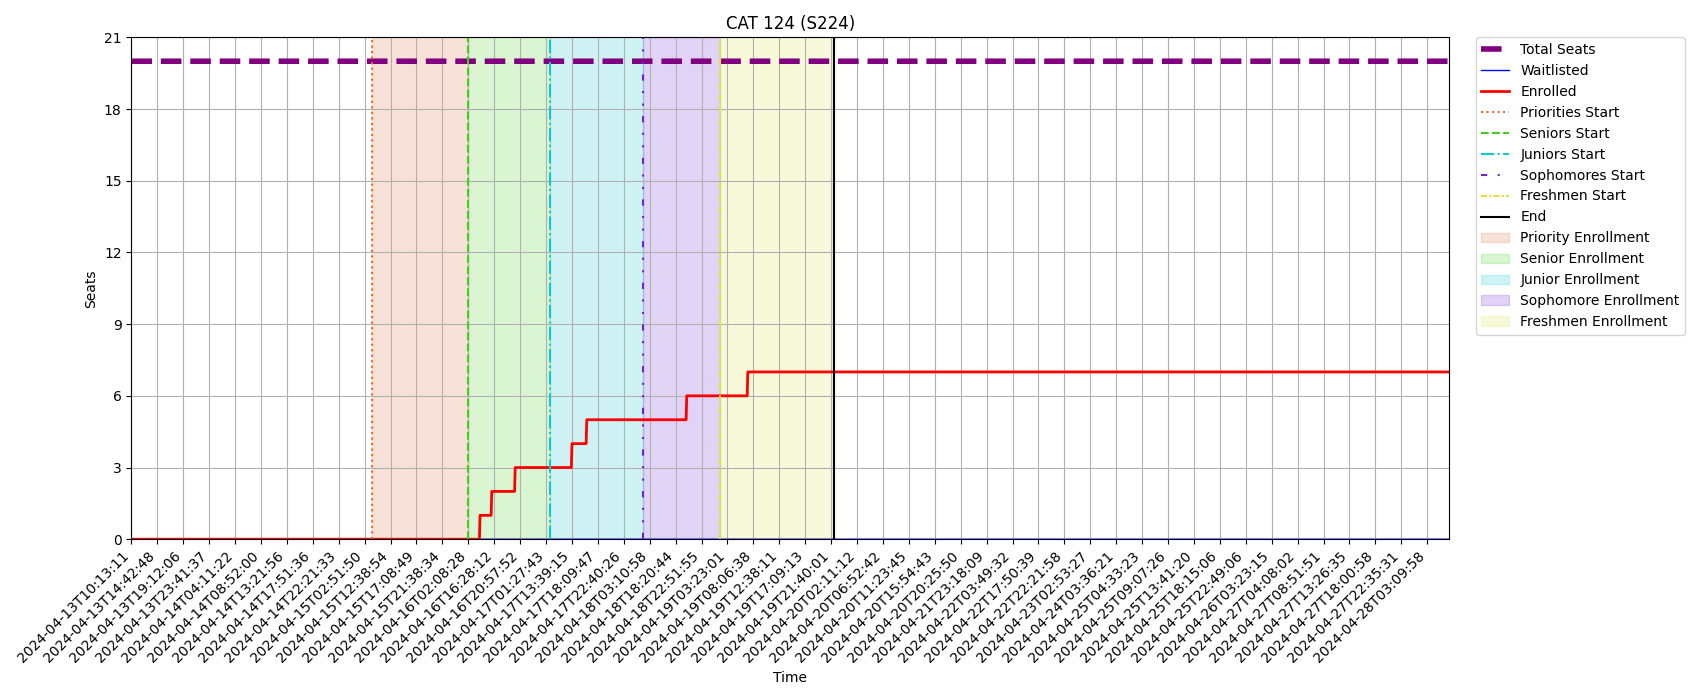 CAT 124 (S224)
21
18
15
12
9
6
3
0
Seats
2024-04-13T10:13:11
2024-04-13T14:42:48
2024-04-13T19:12:06
2024-04-13T23:41:37
2024-04-14T04:11:22
2024-04-14T08:52:00
2024-04-14T13:21:56
2024-04-14T17:51:36
2024-04-14T22:21:33
2024-04-15T02:51:50
2024-04-15T12:38:54
2024-04-15T17:08:49
2024-04-15T21:38:34
2024-04-16T02:08:28
2024-04-16T16:28:12
2024-04-16T20:57:52
2024-04-17T01:27:43
2024-04-17T13:39:15
2024-04-17T18:09:47
2024-04-17T22:40:26
2024-04-18T03:10:58
2024-04-18T18:20:44
2024-04-18T22:51:55
2024-04-19T03:23:01
2024-04-19T08:06:38
2024-04-19T12:38:11
2024-04-19T17:09:13
2024-04-19T21:40:01
2024-04-20T02:11:12
2024-04-20T06:52:42
2024-04-20T11:23:45
2024-04-20T15:54:43
2024-04-20T20:25:50
2024-04-21T23:18:09
2024-04-22T03:49:32
2024-04-22T17:50:39
2024-04-22T22:21:58
2024-04-23T02:53:27
2024-04-24T03:36:21
2024-04-25T04:33:23
2024-04-25T09:07:26
2024-04-25T13:41:20
2024-04-25T18:15:06
2024-04-25T22:49:06
2024-04-26T03:23:15
2024-04-27T04:08:02
2024-04-27T08:51:51
2024-04-27T13:26:35
2024-04-27T18:00:58
2024-04-27T22:35:31
2024-04-28T03:09:58
Time
Total Seats
Waitlisted
Enrolled
Priorities Start
Seniors Start
Juniors Start
Sophomores Start
Freshmen Start
End
Priority Enrollment
Senior Enrollment
Junior Enrollment
Sophomore Enrollment
Freshmen Enrollment